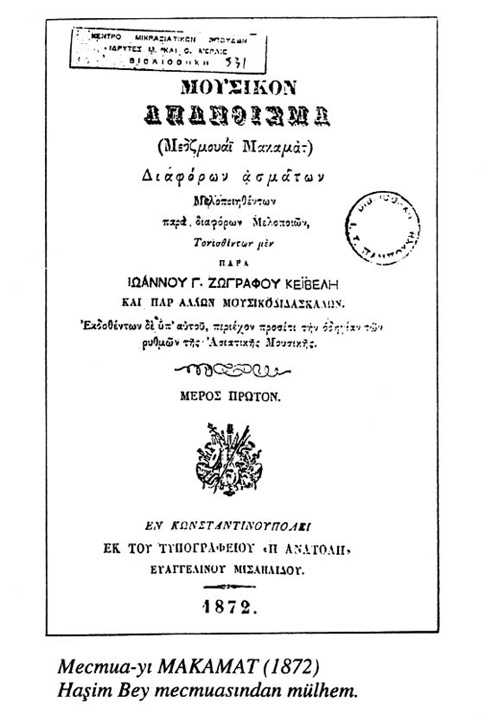 ΚΕΝΤΡΟ ΜΙΚΡΑΣΙΑΤΙΚΩΝ ΣΠΟΥΔΩΝ
ΙΔΡΥΤΕΣ Μ. ΚΑΙ Ο. ΜΕΡΛΙΕ
ΒΙΒΛΙΟΘΗΚΗ 531
ΜΟΥΣΙΚΟΝ
ΑΠΑΝΘΙΣΜΑ
(Μεδζμουάϊ Μακαμάτ)
Διαφόρων ᾀσμάτων
Μελοποιηθέντων
παρὰ διαφόρων Μελοποιῶν,
Τονισθέντων μὲν
ΠΑΡΑ
ΙΩΑΝΝΟΥ Γ. ΖΩΓΡΑΦΟΥ ΚΕΪΒΕΛΗ
ΚΑΙ ΠΑΡ ΑΛΛΩΝ ΜΟΥΣΙΚΟΔΙΔΑΣΚΑΛΩΝ.
Ἐκδοθέντων δὲ ὑπ' αὐτοῦ, περιέχον προσέτι τὴν ὁδηγίαν τῶν
ρυθμῶν τῆς Ἀσιατικῆς Μουσικῆς.
ΜΕΡΟΣ ΠΡΩΤΟΝ.
ΕΝ ΚΩΝΣΤΑΝΤΙΝΟΥΠΟΛΕΙ
ΕΚ ΤΟΥ ΤΥΠΟΓΡΑΦΕΙΟΥ «Η ΑΝΑΤΟΛΗ»
ΕΥΑΓΓΕΛΙΝΟΥ ΜΙΣΑΗΛΙΔΟΥ.
1872.
Mecmua-yı MAKAMAT (1872)
Haşim Bey mecmuasından mülhem.